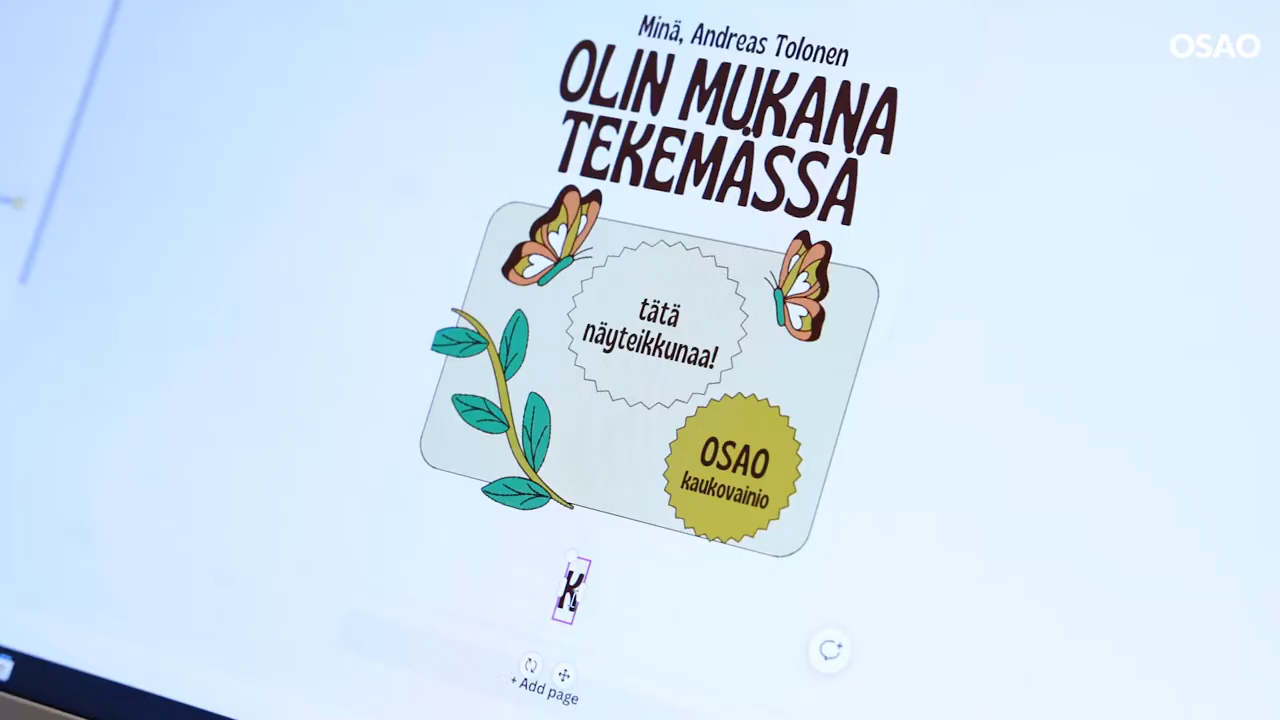 OSAO
Minä, Andreas Tolonen
OLIN MUKANA
TEKEMÄSSÄ
tätä
näyteikkunaa!
OSAO
kaukovainio
K
+ Add page